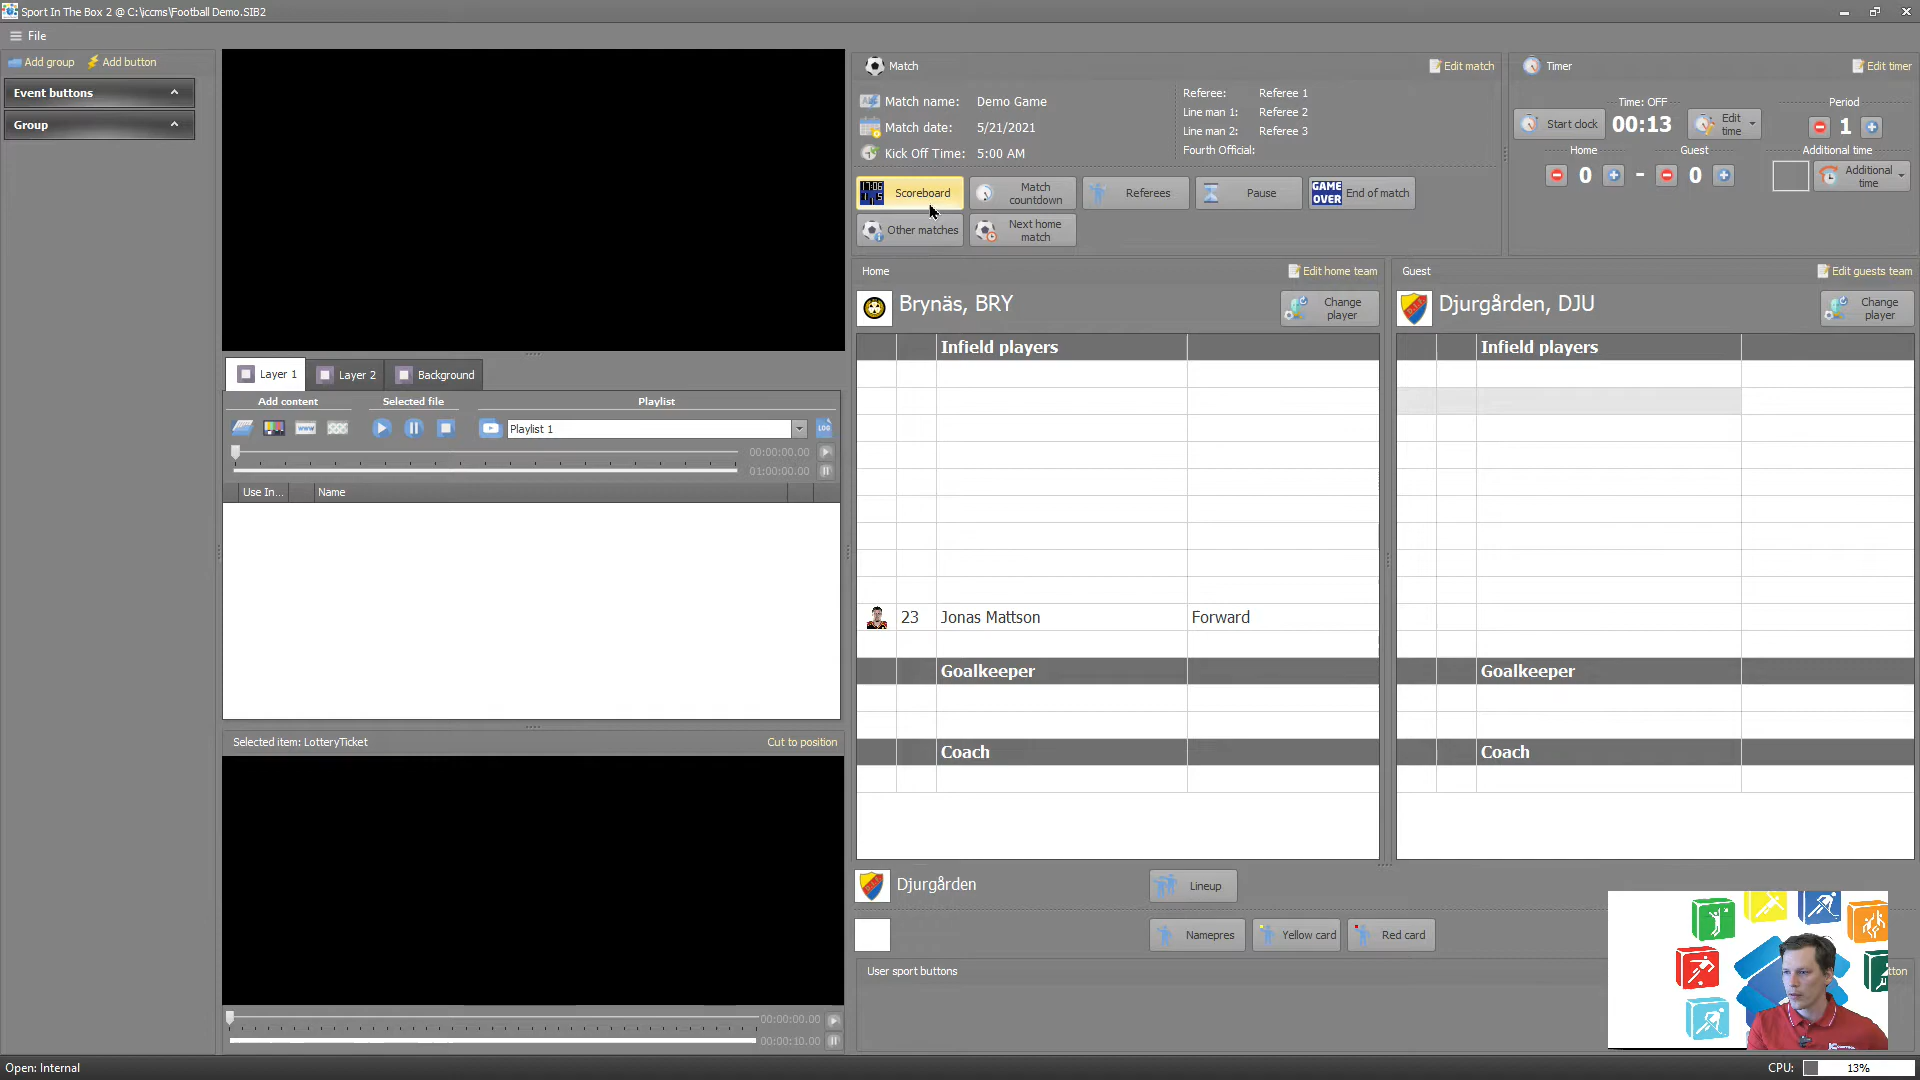 Sport In The Box 2 @ C:\iccms\Football Demo.SIB2
File
Add group
Add button
Event buttons
Group
Layer 1
Layer 2
Background
Add content
Selected file
Playlist
www
Playlist 1
LOG
00:00:00.00
01:00:00.00
Use In...
Name
Selected item: LotteryTicket
Cut to position
00:00:00.00
00:00:10.00
Match
Edit match
Match name: Demo Game
Match date: 5/21/2021
Kick Off Time: 5:00 AM
Referee: Referee 1
Line man 1: Referee 2
Line man 2: Referee 3
Fourth Official:
Scoreboard
Match countdown
Referees
Pause
GAME OVER
End of match
Other matches
Next home match
Timer
Edit timer
Time: OFF
Period
Start clock
00:13
Edit time
1
Home
Guest
Additional time
0 - 0
Additional time
Home
Edit home team
Brynäs, BRY
Change player
Infield players
23 Jonas Mattson Forward
Goalkeeper
Coach
Guest
Edit guests team
Djurgården, DJU
Change player
Infield players
Goalkeeper
Coach
Djurgården
Lineup
Namepres
Yellow card
Red card
User sport buttons
tton
Open: Internal
CPU: 13%